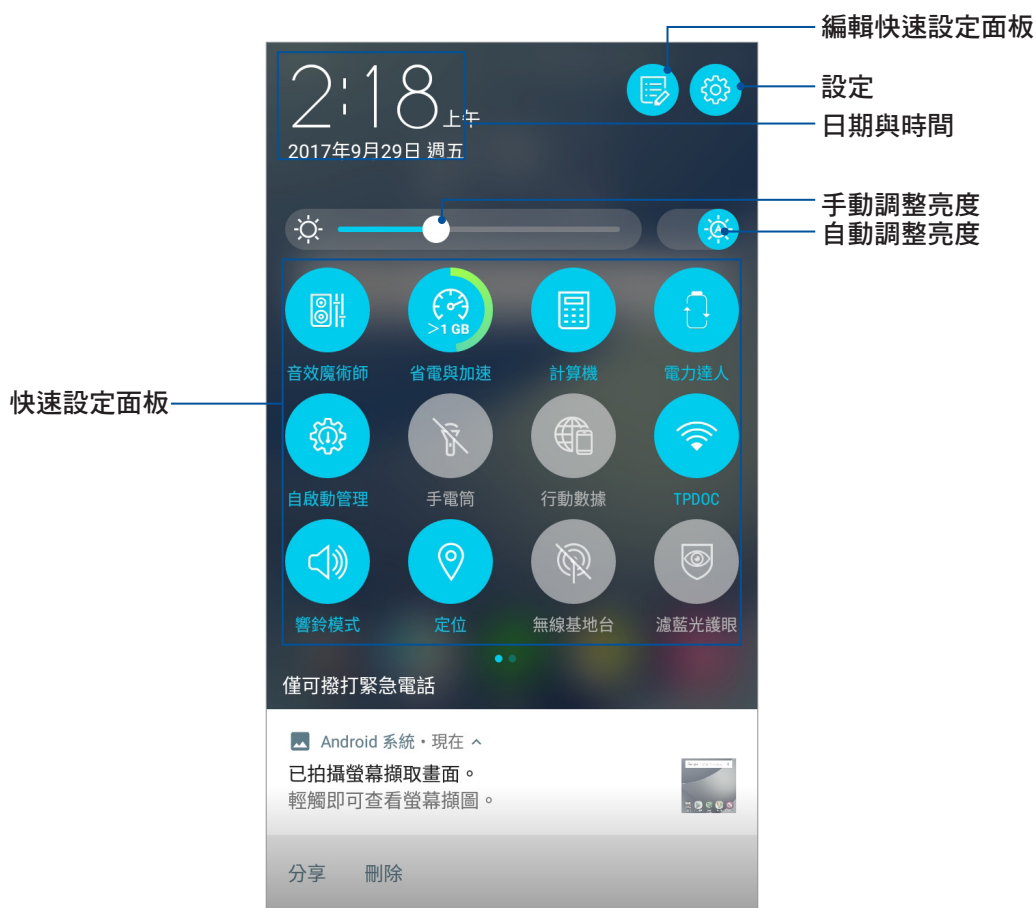 編輯快速設定面板
2:18上午
設定
日期與時間
2017年9月29日 週五
手動調整亮度
自動調整亮度
>1 GB
音效魔術師 省電與加速 計算機 電力達人
快速設定面板
自啟動管理 手電筒 行動數據 TPDOC
響鈴模式 定位 無線基地台 濾藍光護眼
僅可撥打緊急電話
Android 系統・現在
已拍攝螢幕擷取畫面。
輕觸即可查看螢幕擷圖。
分享 刪除